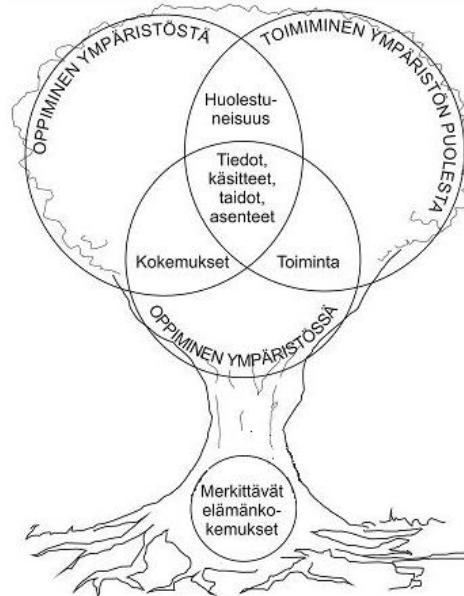 OPPIMINEN YMPÄRISTÖSTÄ
TOIMIMINEN YMPÄRISTÖN PUOLESTA
Huolestu-
neisuus
Tiedot,
käsitteet,
taidot,
asenteet
Kokemukset
Toiminta
OPPIMINEN YMPÄRISTÖSSÄ
Merkittävät
elämänko-
kemukset